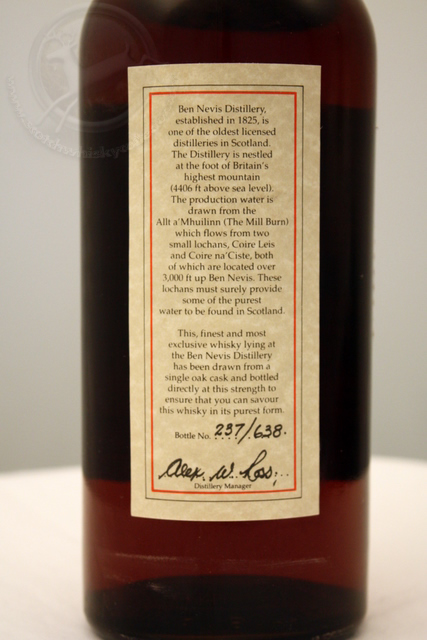 Ben Nevis Distillery,
established in 1825, is
one of the oldest licensed
distilleries in Scotland.
The Distillery is nestled
at the foot of Britain's
highest mountain
(4406 ft above sea level).
The production water is
drawn from the
Allt a'Mhuilinn (The Mill Burn)
which flows from two
small lochans, Coire Leis
and Coire na'Ciste, both
of which are located over
3,000 ft up Ben Nevis. These
lochans must surely provide
some of the purest
water to be found in Scotland.
This, finest and most
exclusive whisky lying at
the Ben Nevis Distillery
has been drawn from a
single oak cask and bottled
directly at this strength to
ensure that you can savour
this whisky in its purest form.
Bottle No. 237/638.
Alex. W. Ross
Distillery Manager